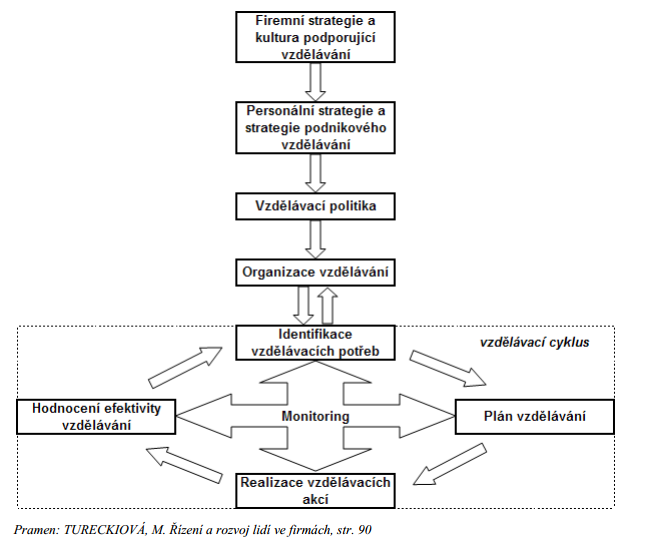 Firemní strategie a
kultura podporující
vzdělávání
Personální strategie a
strategie podnikového
vzdělávání
Vzdělávací politika
Organizace vzdělávání
Identifikace
vzdělávacích potřeb
vzdělávací cyklus
Hodnocení efektivity
vzdělávání
Monitoring
Plán vzdělávání
Realizace vzdělávacích
akcí
Pramen: TURECKIOVÁ, M. Řízení a rozvoj lidí ve firmách, str. 90